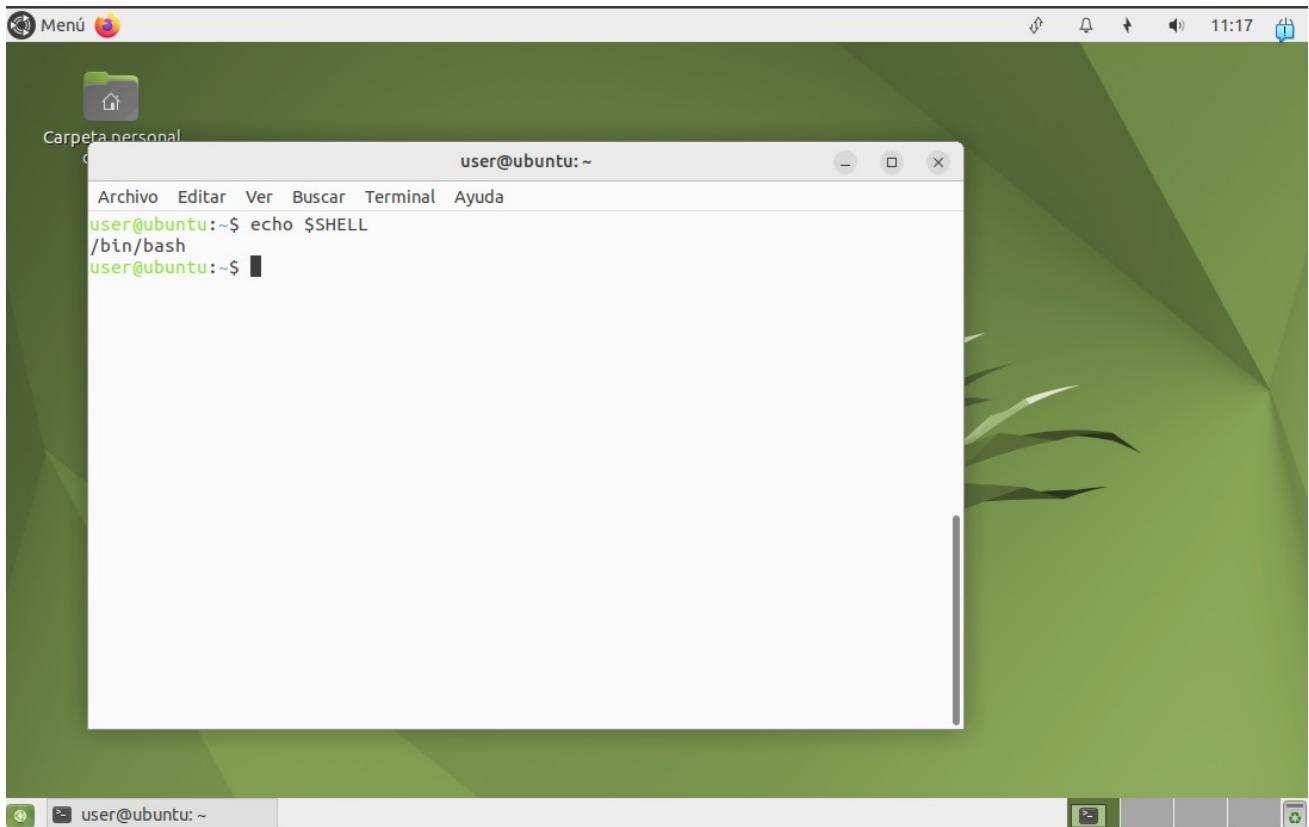 Menú
11:17
Carpeta personal
user@ubuntu: ~
Archivo Editar Ver Buscar Terminal Ayuda
user@ubuntu:~$ echo $SHELL
/bin/bash
user@ubuntu:~$
user@ubuntu: ~